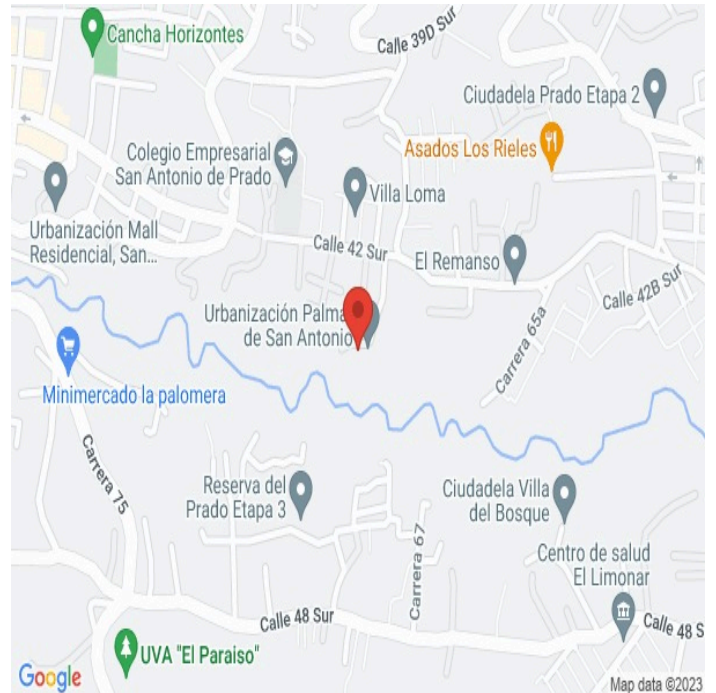 Cancha Horizontes
Calle 39D Sur
Ciudadela Prado Etapa 2
Colegio Empresarial
San Antonio de Prado
Asados Los Rieles
Villa Loma
Urbanización Mall
Residencial, San...
Calle 42 Sur
El Remanso
Calle 42B Sur
Urbanización Palma
de San Antonio
Carrera 65a
Minimercado la palomera
Carrera 75
Reserva del
Prado Etapa 3
Ciudadela Villa
del Bosque
Carrera 67
Centro de salud
El Limonar
Calle 48 Sur
Calle 48 S
UVA "El Paraiso"
Google
Map data ©2023